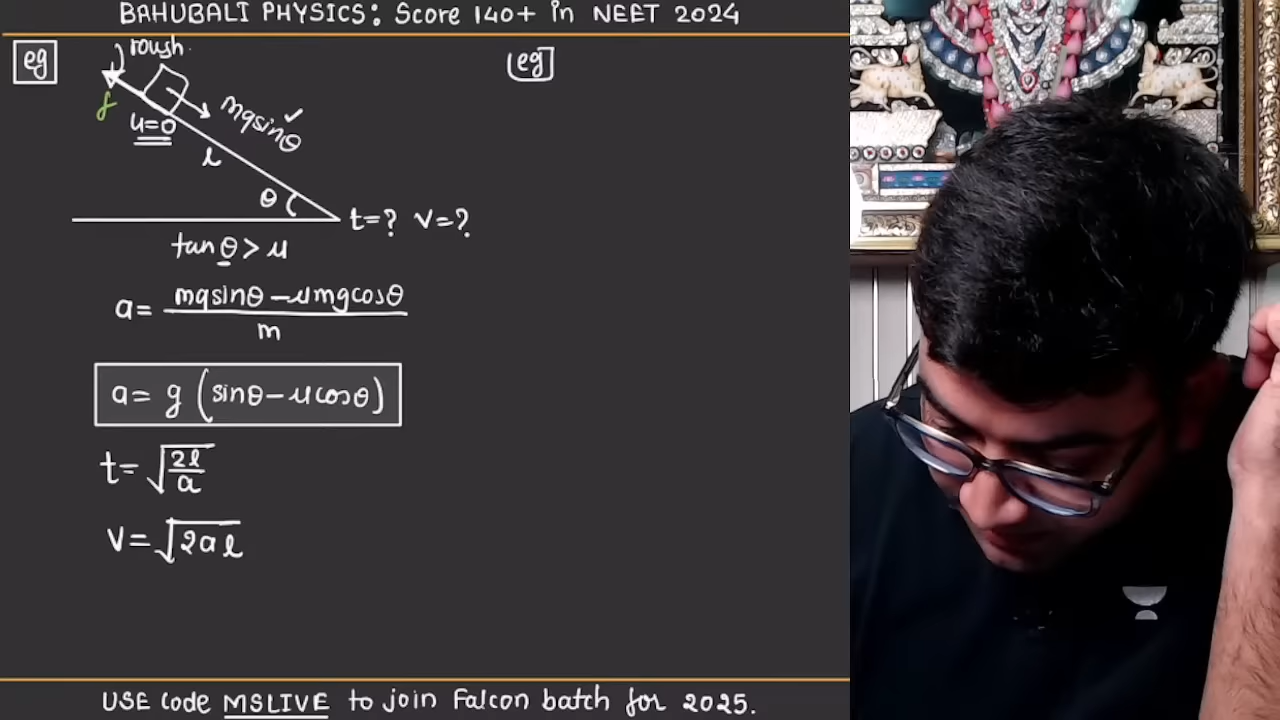 BAHUBALI PHYSICS: Score 140+ in NEET 2024
eg
rough
f
u=0
mgsinθ ✓
l
θ
t=? v=?
tanθ > μ
a = mgsinθ – μmgcosθ / m
a = g (sinθ – μcosθ)
t = √2l/a
v = √2al
eg
USE Code MSLIVE to join Falcon batch for 2025.